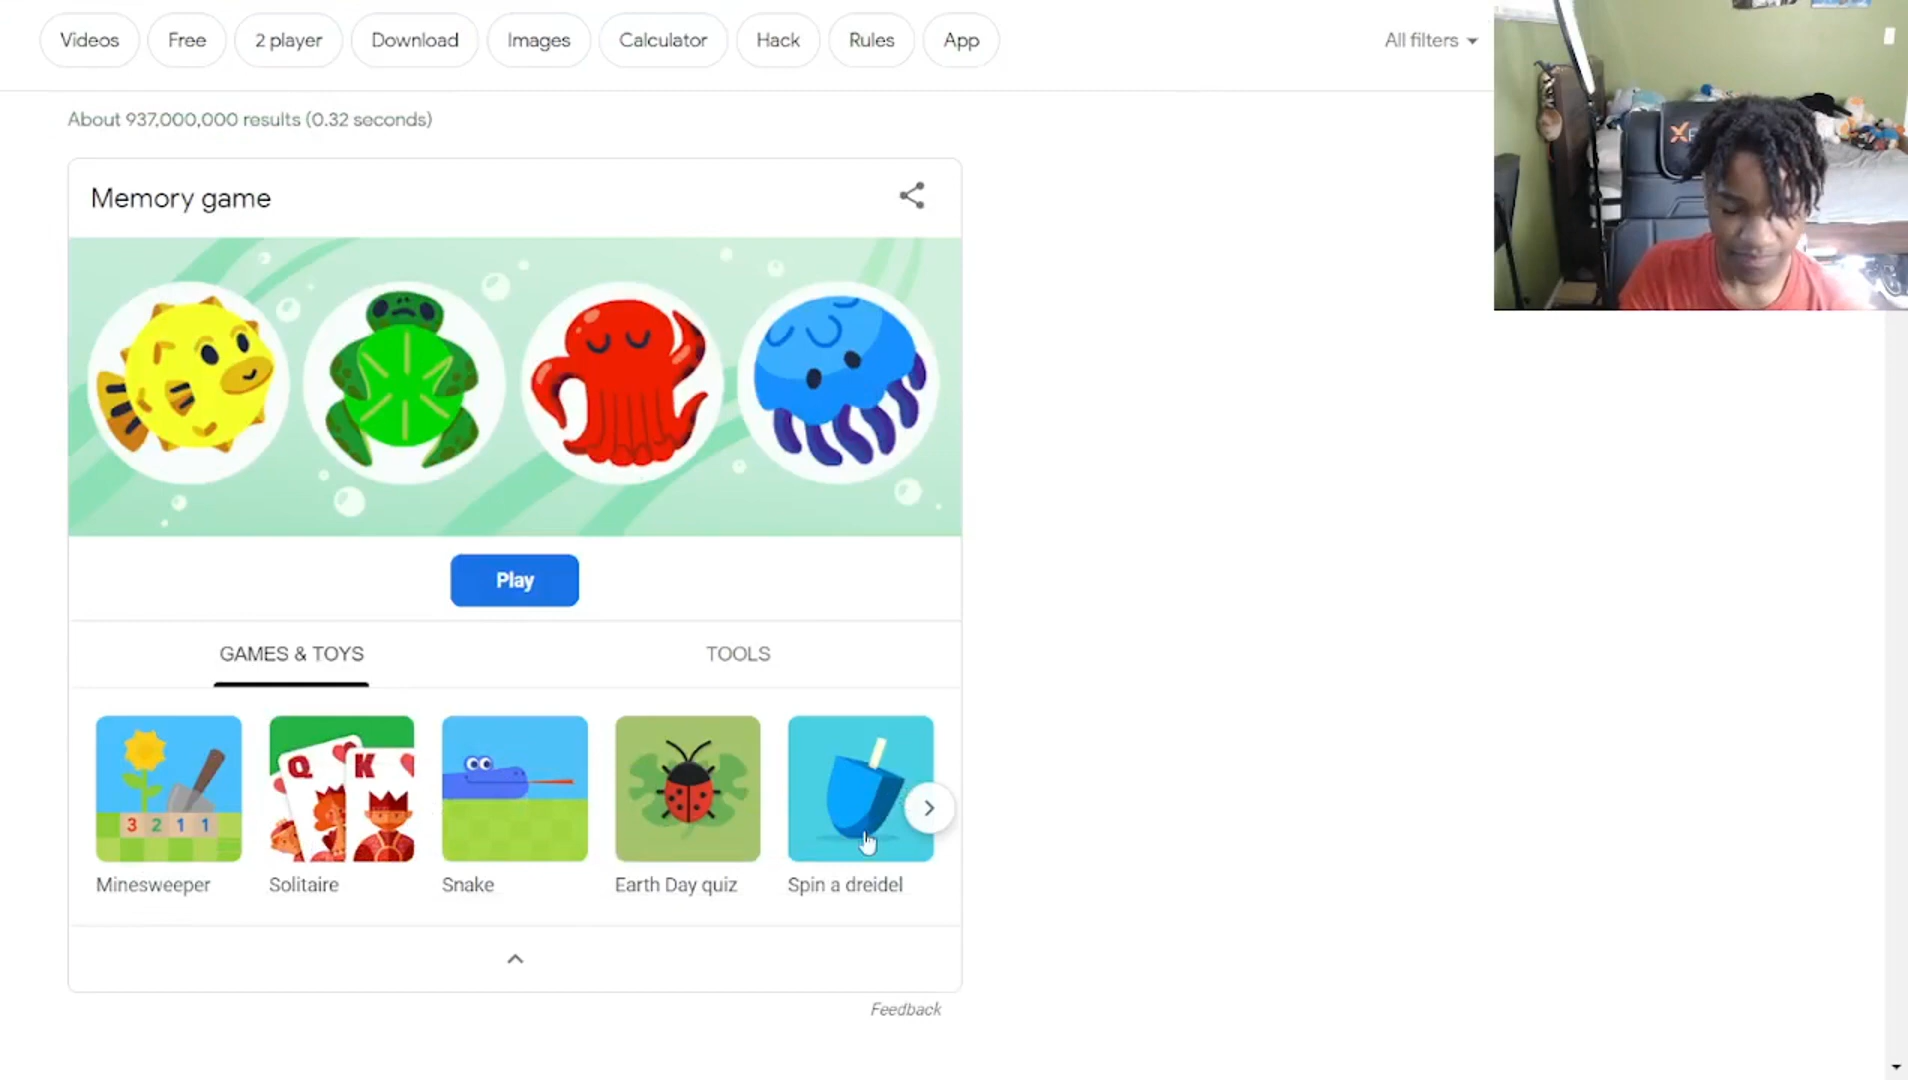 Videos
Free
2 player
Download
Images
Calculator
Hack
Rules
App
All filters
About 937,000,000 results (0.32 seconds)
Memory game
Play
GAMES & TOYS
TOOLS
Q K
3 2 1 1
Minesweeper
Solitaire
Snake
Earth Day quiz
Spin a dreidel
Feedback